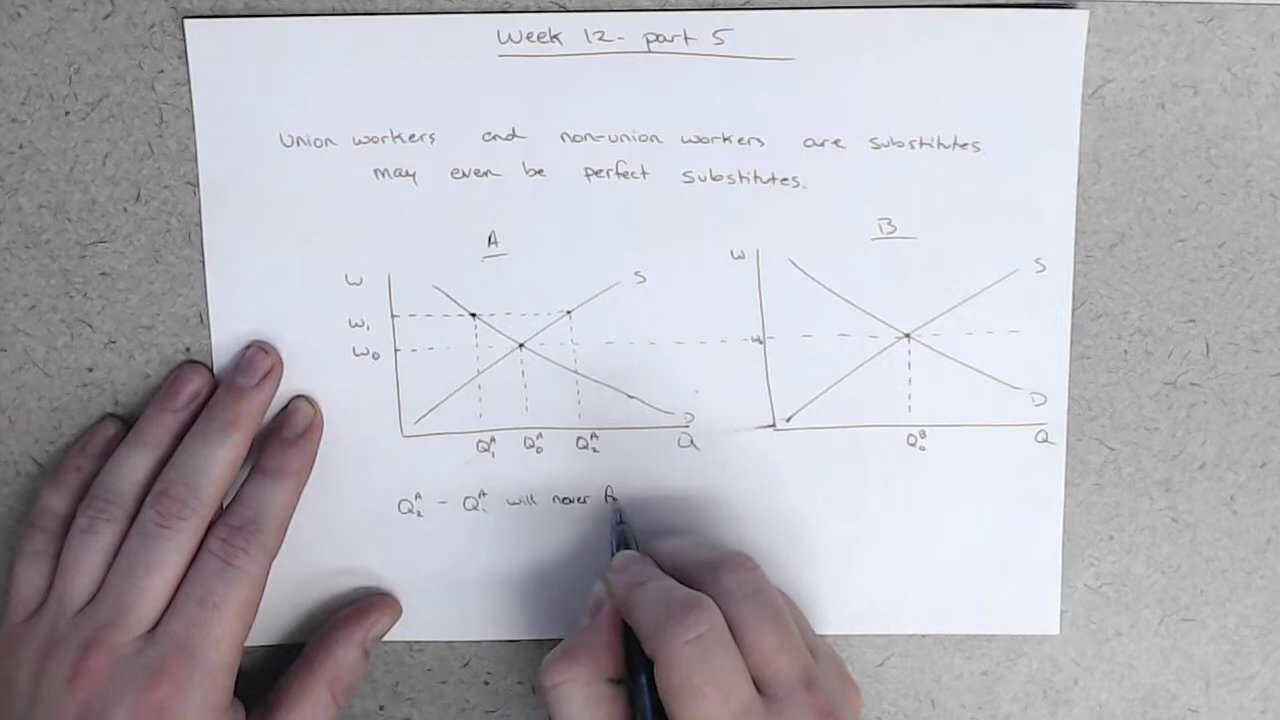 Week 12 - part 5
Union workers and non-union workers are substitutes
may even be perfect substitutes.
A
W
S
W₁
W₀
D
Q₁ᴬ Q₀ᴬ Q₂ᴬ Q
B
W
S
W₀
D
Q₀ᴮ Q
Q₂ᴬ - Q₁ᴬ will never